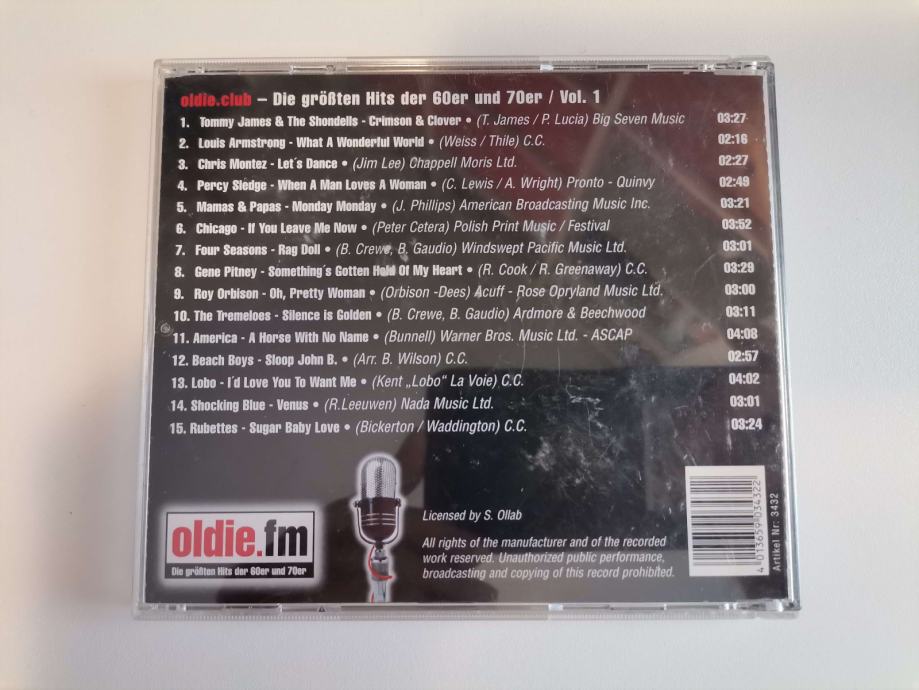 oldie.club – Die größten Hits der 60er und 70er / Vol. 1
1. Tommy James & The Shondells - Crimson & Clover • (T. James / P. Lucia) Big Seven Music 03:27
2. Louis Armstrong - What A Wonderful World • (Weiss / Thile) C.C. 02:16
3. Chris Montez - Let´s Dance • (Jim Lee) Chappell Moris Ltd. 02:27
4. Percy Sledge - When A Man Loves A Woman • (C. Lewis / A. Wright) Pronto - Quinvy 02:49
5. Mamas & Papas - Monday Monday • (J. Phillips) American Broadcasting Music Inc. 03:21
6. Chicago - If You Leave Me Now • (Peter Cetera) Polish Print Music / Festival 03:52
7. Four Seasons - Rag Doll • (B. Crewe, B. Gaudio) Windswept Pacific Music Ltd. 03:01
8. Gene Pitney - Something´s Gotten Hold Of My Heart • (R. Cook / R. Greenaway) C.C. 03:29
9. Roy Orbison - Oh, Pretty Woman • (Orbison -Dees) Acuff - Rose Opryland Music Ltd. 03:00
10. The Tremeloes - Silence is Golden • (B. Crewe, B. Gaudio) Ardmore & Beechwood 03:11
11. America - A Horse With No Name • (Bunnell) Warner Bros. Music Ltd. - ASCAP 04:08
12. Beach Boys - Sloop John B. • (Arr. B. Wilson) C.C. 02:57
13. Lobo - I´d Love You To Want Me • (Kent „Lobo“ La Voie) C.C. 04:02
14. Shocking Blue - Venus • (R.Leeuwen) Nada Music Ltd. 03:01
15. Rubettes - Sugar Baby Love • (Bickerton / Waddington) C.C. 03:24
oldie.fm
Die größten Hits der 60er und 70er
Licensed by S. Ollab
All rights of the manufacturer and of the recorded
work reserved. Unauthorized public performance,
broadcasting and copying of this record prohibited.
4 013659 034322
Artikel Nr: 3432